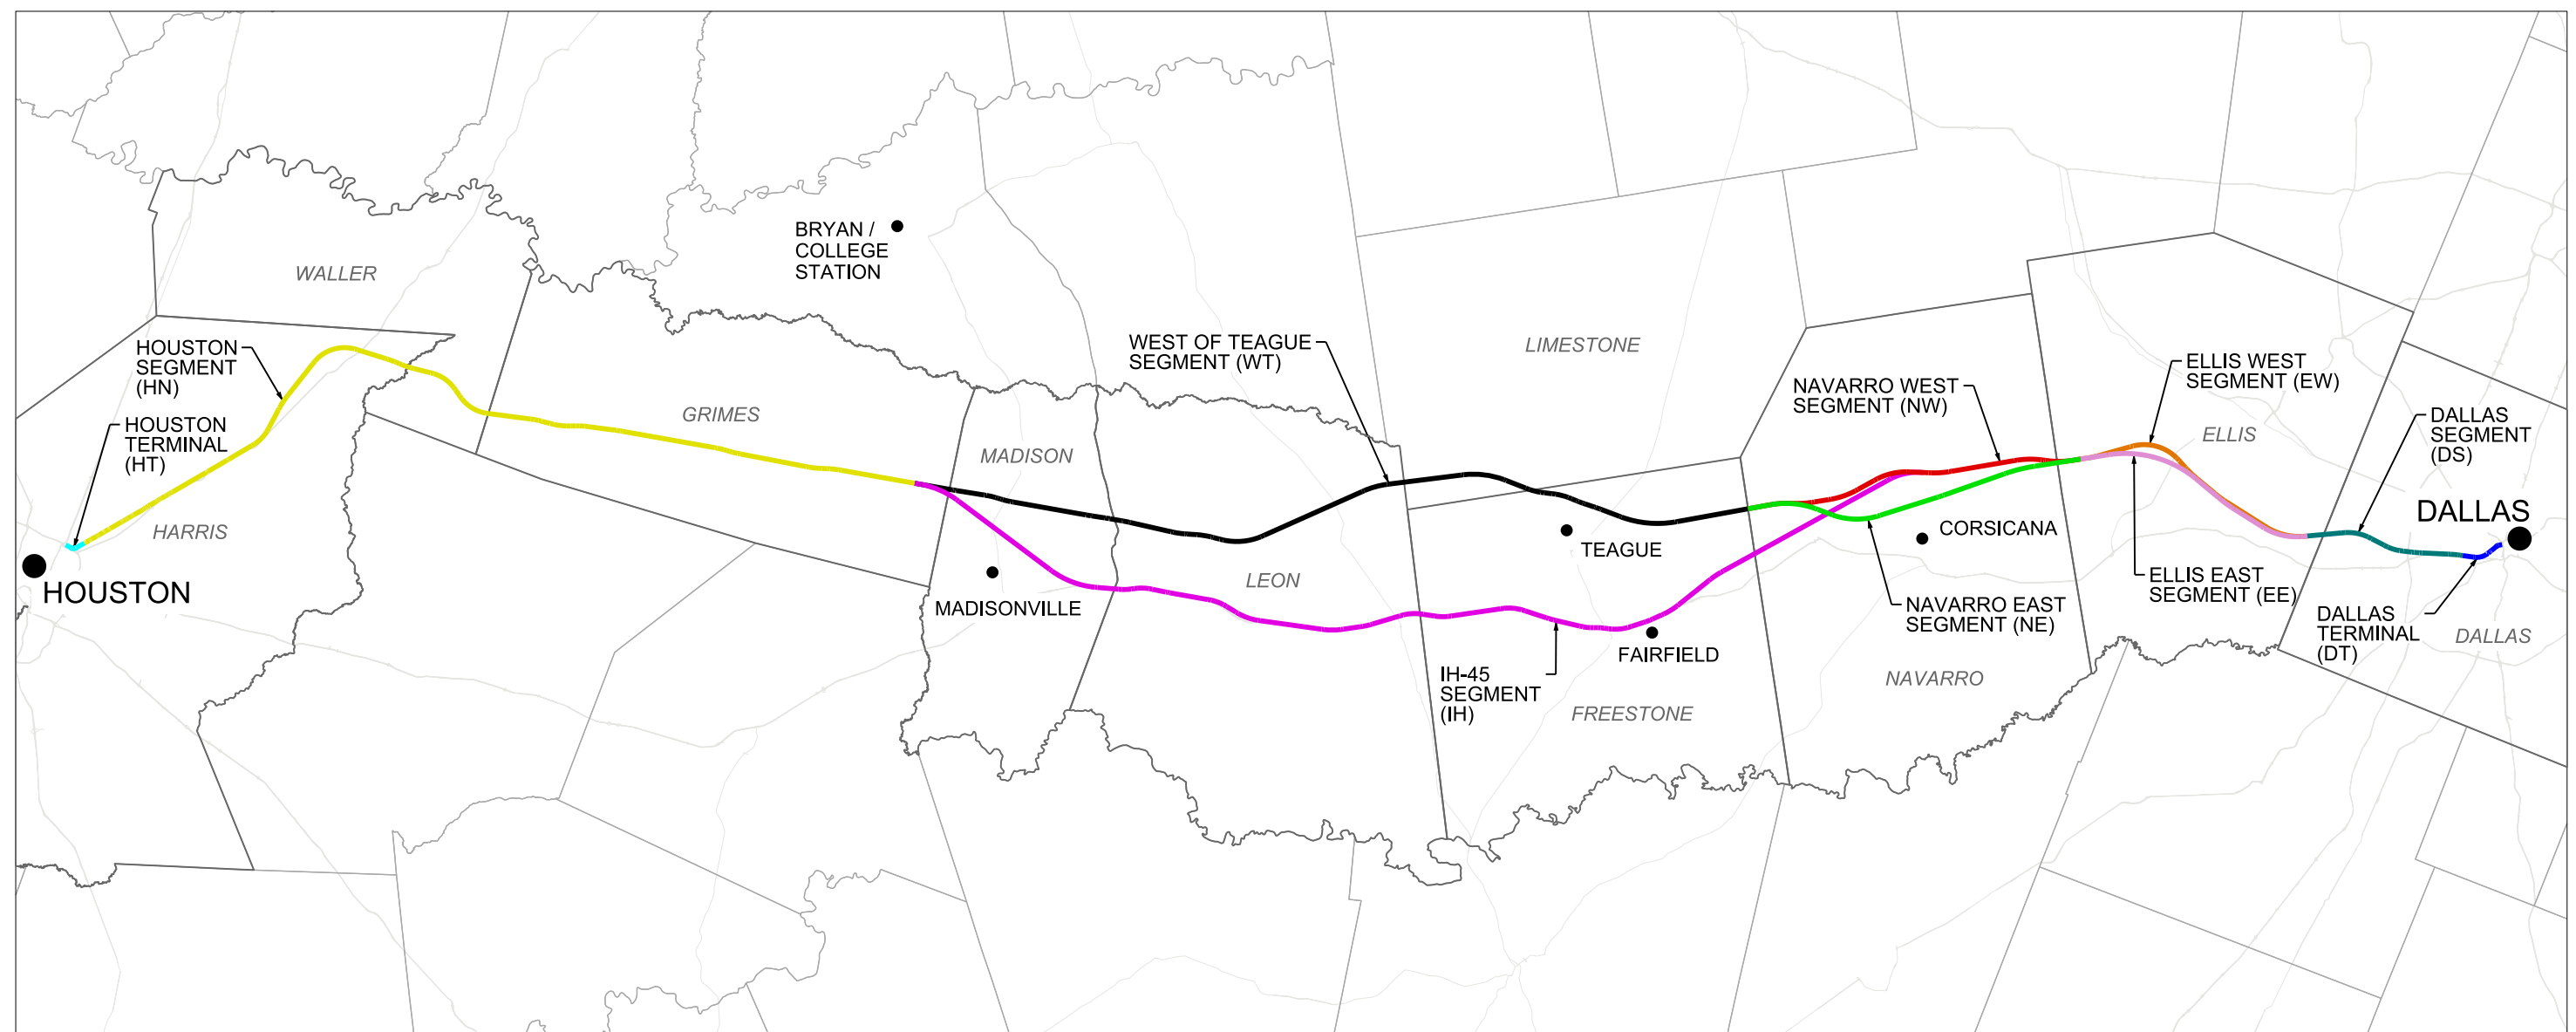 WALLER
BRYAN /
COLLEGE
STATION
HOUSTON
SEGMENT
(HN)
HOUSTON
TERMINAL
(HT)
HARRIS
HOUSTON
GRIMES
MADISON
MADISONVILLE
WEST OF TEAGUE
SEGMENT (WT)
LEON
LIMESTONE
TEAGUE
FAIRFIELD
IH-45
SEGMENT
(IH)
FREESTONE
NAVARRO WEST
SEGMENT (NW)
CORSICANA
NAVARRO EAST
SEGMENT (NE)
NAVARRO
ELLIS WEST
SEGMENT (EW)
ELLIS
ELLIS EAST
SEGMENT (EE)
DALLAS
SEGMENT
(DS)
DALLAS
DALLAS
TERMINAL
(DT)
DALLAS